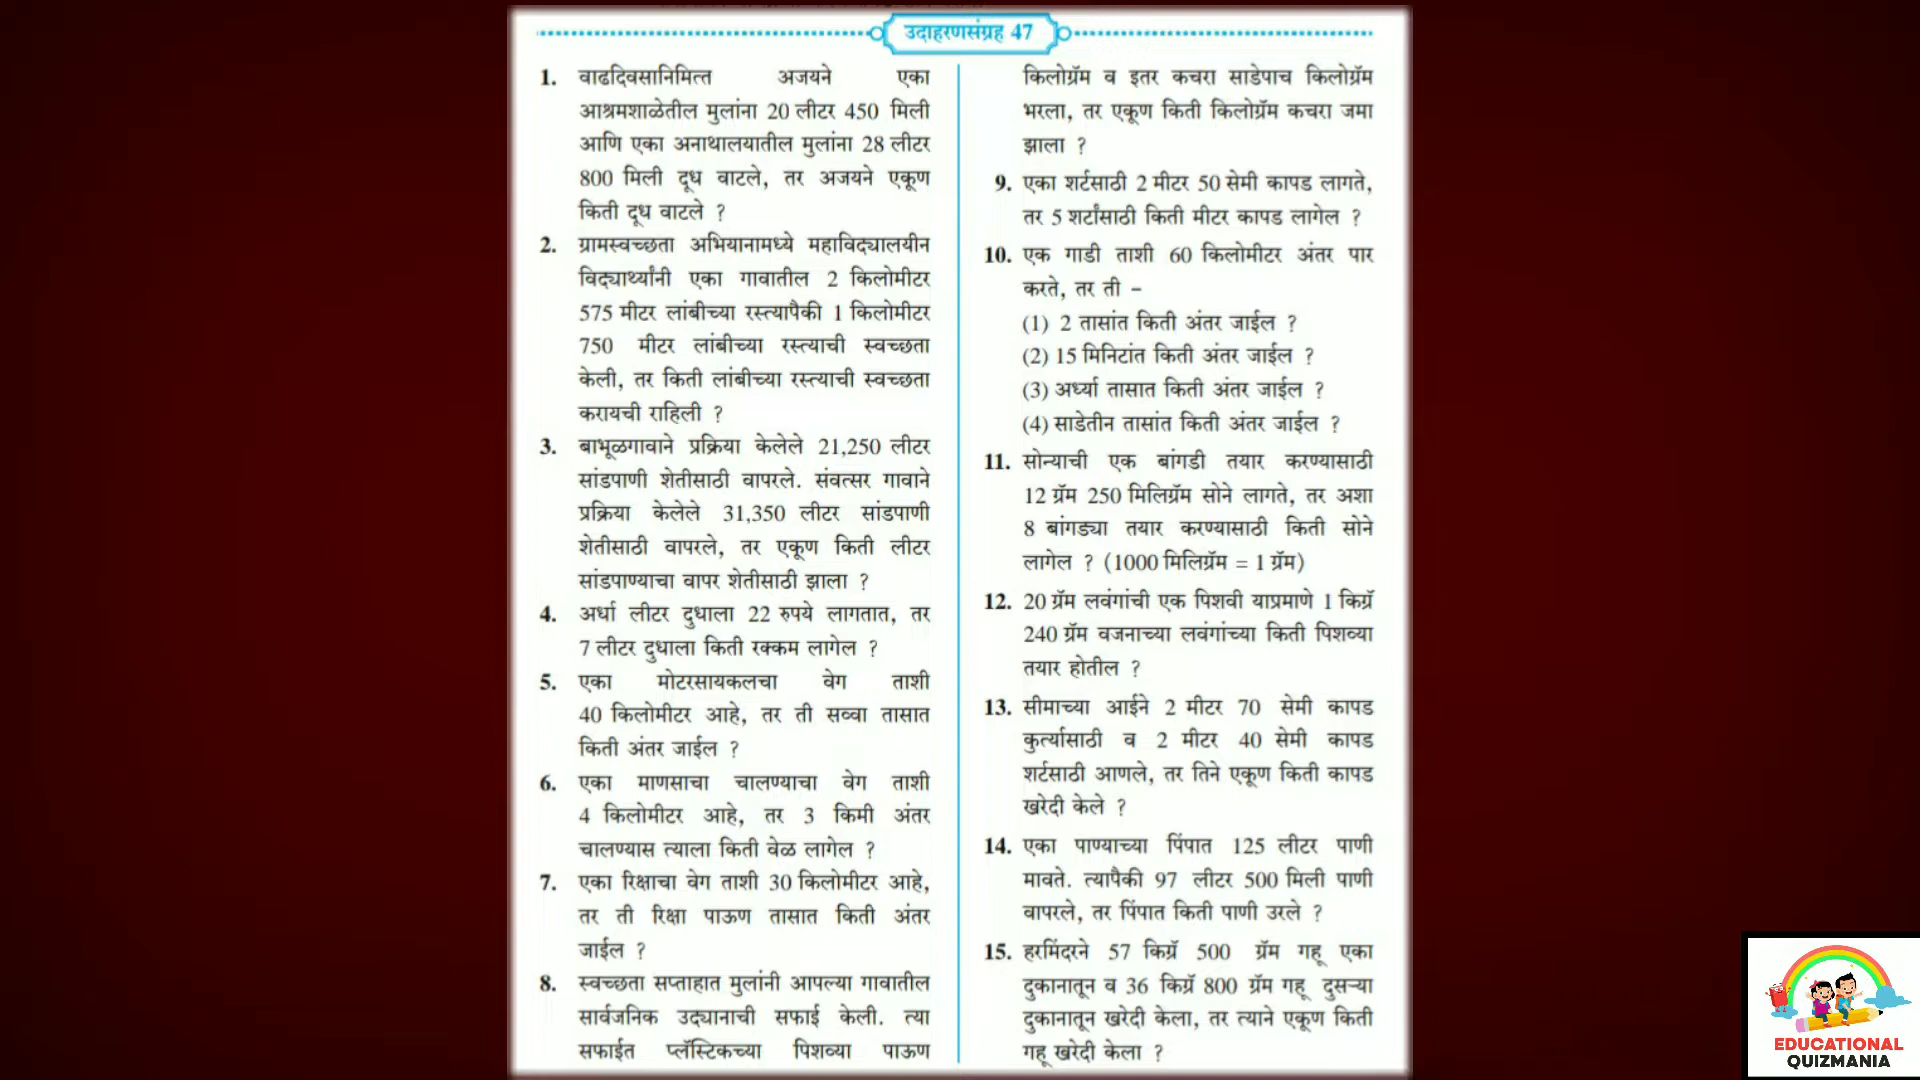 उदाहरणसंग्रह 47
1. वाढदिवसानिमित्त अजयने एका
आश्रमशाळेतील मुलांना 20 लीटर 450 मिली
आणि एका अनाथालयातील मुलांना 28 लीटर
800 मिली दूध वाटले, तर अजयने एकूण
किती दूध वाटले ?
2. ग्रामस्वच्छता अभियानामध्ये महाविद्यालयीन
विद्यार्थ्यांनी एका गावातील 2 किलोमीटर
575 मीटर लांबीच्या रस्त्यापैकी 1 किलोमीटर
750 मीटर लांबीच्या रस्त्याची स्वच्छता
केली, तर किती लांबीच्या रस्त्याची स्वच्छता
करायची राहिली ?
3. बाभूळगावाने प्रक्रिया केलेले 21,250 लीटर
सांडपाणी शेतीसाठी वापरले. संवत्सर गावाने
प्रक्रिया केलेले 31,350 लीटर सांडपाणी
शेतीसाठी वापरले, तर एकूण किती लीटर
सांडपाण्याचा वापर शेतीसाठी झाला ?
4. अर्धा लीटर दुधाला 22 रुपये लागतात, तर
7 लीटर दुधाला किती रक्कम लागेल ?
5. एका मोटरसायकलचा वेग ताशी
40 किलोमीटर आहे, तर ती सव्वा तासात
किती अंतर जाईल ?
6. एका माणसाचा चालण्याचा वेग ताशी
4 किलोमीटर आहे, तर 3 किमी अंतर
चालण्यास त्याला किती वेळ लागेल ?
7. एका रिक्षाचा वेग ताशी 30 किलोमीटर आहे,
तर ती रिक्षा पाऊण तासात किती अंतर
जाईल ?
8. स्वच्छता सप्ताहात मुलांनी आपल्या गावातील
सार्वजनिक उद्यानाची सफाई केली. त्या
सफाईत प्लॅस्टिकच्या पिशव्या पाऊण
किलोग्रॅम व इतर कचरा साडेपाच किलोग्रॅम
भरला, तर एकूण किती किलोग्रॅम कचरा जमा
झाला ?
9. एका शर्टसाठी 2 मीटर 50 सेमी कापड लागते,
तर 5 शर्टांसाठी किती मीटर कापड लागेल ?
10. एक गाडी ताशी 60 किलोमीटर अंतर पार
करते, तर ती -
(1) 2 तासांत किती अंतर जाईल ?
(2) 15 मिनिटांत किती अंतर जाईल ?
(3) अर्ध्या तासात किती अंतर जाईल ?
(4) साडेतीन तासांत किती अंतर जाईल ?
11. सोन्याची एक बांगडी तयार करण्यासाठी
12 ग्रॅम 250 मिलिग्रॅम सोने लागते, तर अशा
8 बांगड्या तयार करण्यासाठी किती सोने
लागेल ? (1000 मिलिग्रॅम = 1 ग्रॅम)
12. 20 ग्रॅम लवंगांची एक पिशवी याप्रमाणे 1 किग्रॅ
240 ग्रॅम वजनाच्या लवंगांच्या किती पिशव्या
तयार होतील ?
13. सीमाच्या आईने 2 मीटर 70 सेमी कापड
कुर्त्यासाठी व 2 मीटर 40 सेमी कापड
शर्टसाठी आणले, तर तिने एकूण किती कापड
खरेदी केले ?
14. एका पाण्याच्या पिंपात 125 लीटर पाणी
मावते. त्यापैकी 97 लीटर 500 मिली पाणी
वापरले, तर पिंपात किती पाणी उरले ?
15. हरमिंदरने 57 किग्रॅ 500 ग्रॅम गहू एका
दुकानातून व 36 किग्रॅ 800 ग्रॅम गहू दुसऱ्या
दुकानातून खरेदी केला, तर त्याने एकूण किती
गहू खरेदी केला ?
EDUCATIONAL
QUIZMANIA